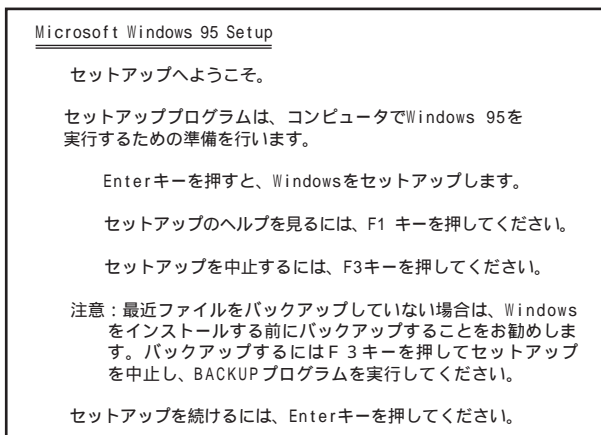 Microsoft Windows 95 Setup
セットアップへようこそ。
セットアッププログラムは、コンピュータでWindows 95を
実行するための準備を行います。
Enterキーを押すと、Windowsをセットアップします。
セットアップのヘルプを見るには、F1 キーを押してください。
セットアップを中止するには、F3キーを押してください。
注意：最近ファイルをバックアップしていない場合は、Windows
をインストールする前にバックアップすることをお勧めしま
す。バックアップするにはＦ３キーを押してセットアップ
を中止し、BACKUPプログラムを実行してください。
セットアップを続けるには、Enterキーを押してください。